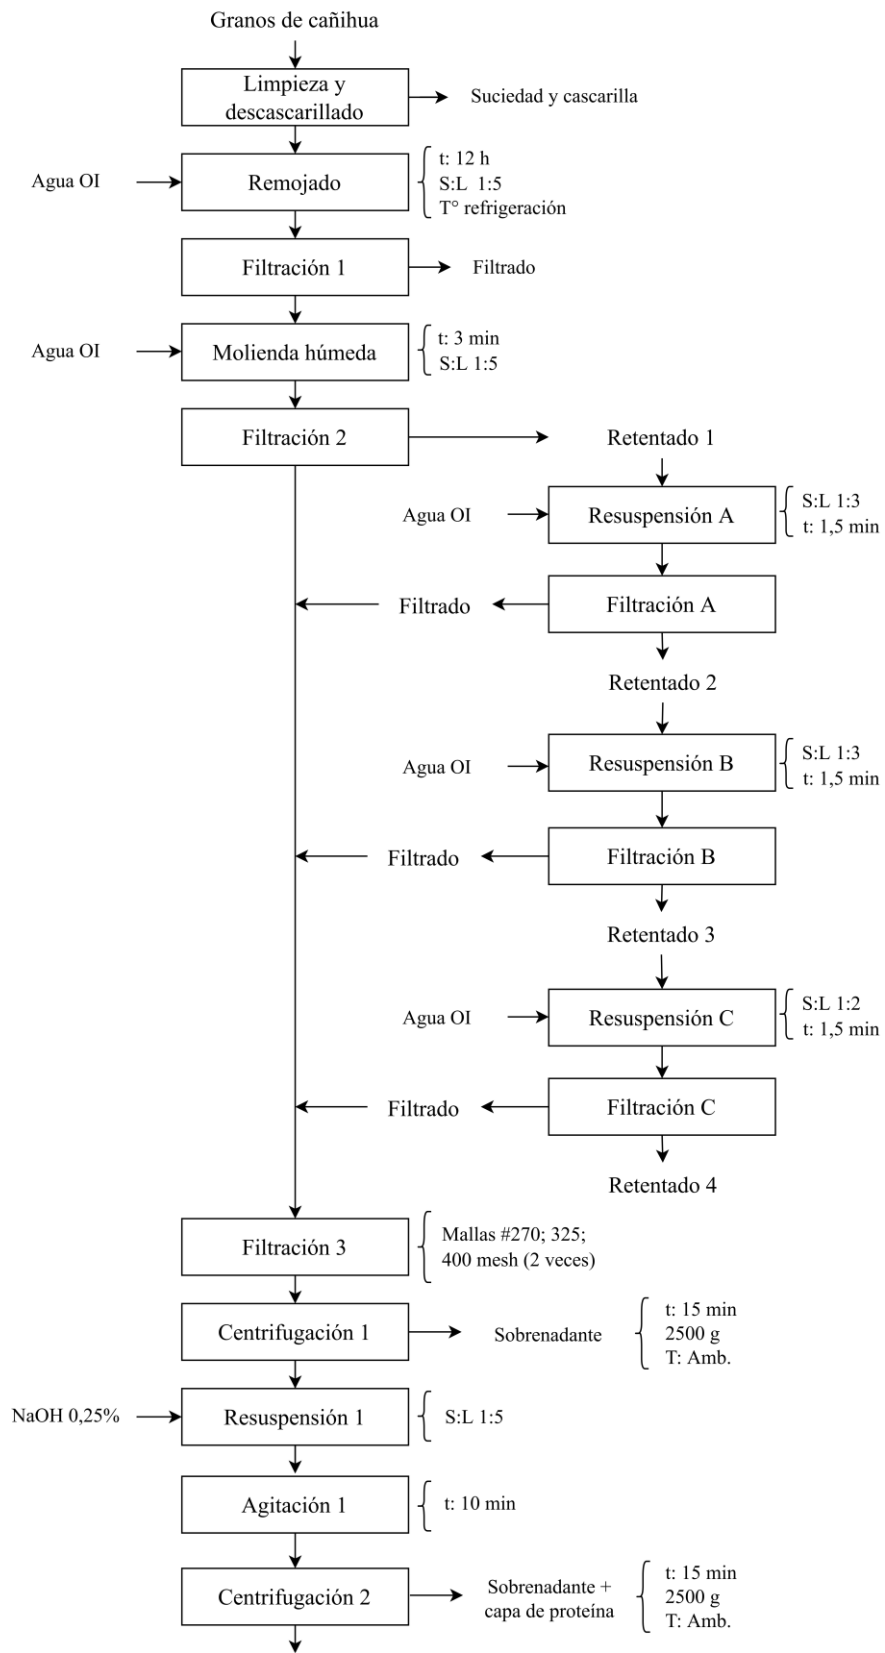 Granos de cañihua
Limpieza y
descascarillado
Suciedad y cascarilla
Agua OI
Remojado
t: 12 h
S:L 1:5
T° refrigeración
Filtración 1
Filtrado
Agua OI
Molienda húmeda
t: 3 min
S:L 1:5
Filtración 2
Retentado 1
Agua OI
Resuspensión A
S:L 1:3
t: 1,5 min
Filtrado
Filtración A
Retentado 2
Agua OI
Resuspensión B
S:L 1:3
t: 1,5 min
Filtrado
Filtración B
Retentado 3
Agua OI
Resuspensión C
S:L 1:2
t: 1,5 min
Filtrado
Filtración C
Retentado 4
Filtración 3
Mallas #270; 325;
400 mesh (2 veces)
Centrifugación 1
Sobrenadante
t: 15 min
2500 g
T: Amb.
NaOH 0,25%
Resuspensión 1
S:L 1:5
Agitación 1
t: 10 min
Centrifugación 2
Sobrenadante +
capa de proteína
t: 15 min
2500 g
T: Amb.